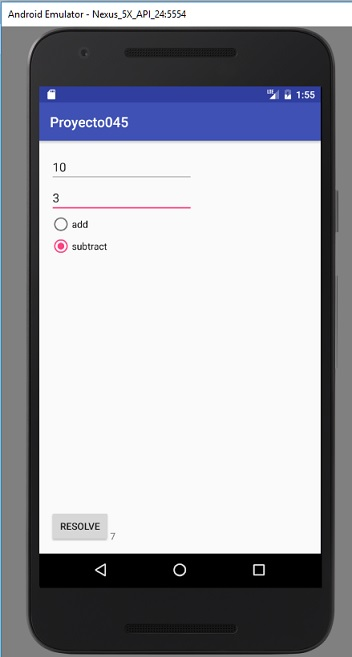 Android Emulator - Nexus_5X_API_24:5554
1:55
Proyecto045
10
3
add
subtract
RESOLVE 7